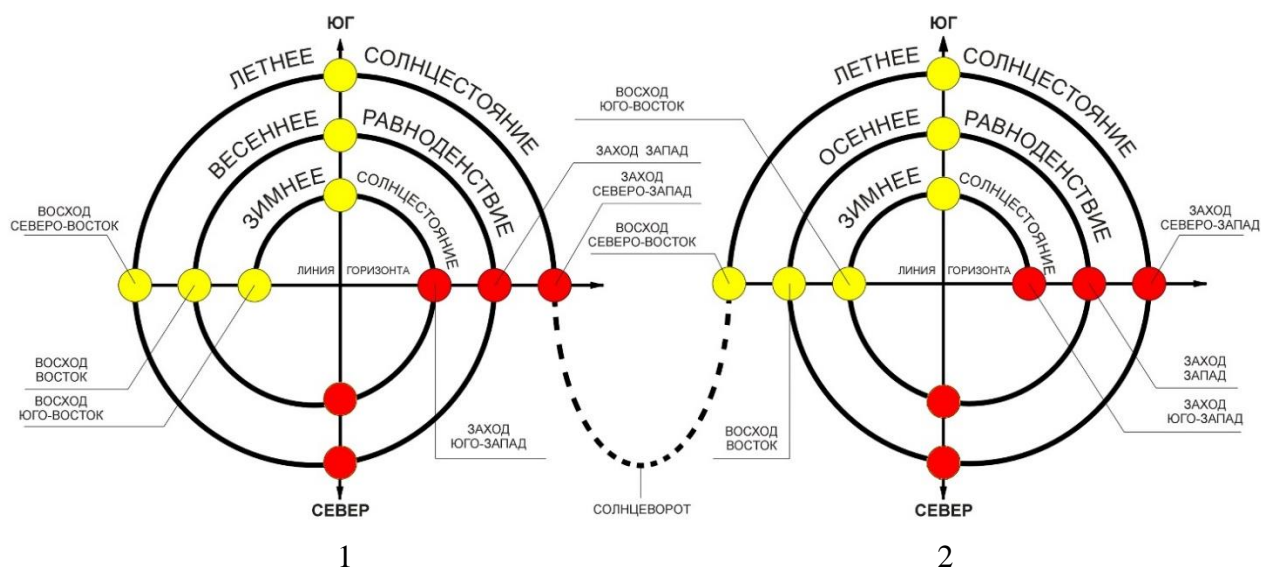 ЮГ
ЛЕТНЕЕ СОЛНЦЕСТОЯНИЕ
ВЕСЕННЕЕ РАВНОДЕНСТВИЕ
ЗИМНЕЕ СОЛНЦЕСТОЯНИЕ
ВОСХОД
СЕВЕРО-ВОСТОК
ЛИНИЯ ГОРИЗОНТА
ЗАХОД ЗАПАД
ЗАХОД
СЕВЕРО-ЗАПАД
ВОСХОД
ВОСТОК
ВОСХОД
ЮГО-ВОСТОК
ЗАХОД
ЮГО-ЗАПАД
СЕВЕР
1
СОЛНЦЕВОРОТ
ЮГ
ЛЕТНЕЕ СОЛНЦЕСТОЯНИЕ
ОСЕННЕЕ РАВНОДЕНСТВИЕ
ЗИМНЕЕ СОЛНЦЕСТОЯНИЕ
ВОСХОД
ЮГО-ВОСТОК
ВОСХОД
СЕВЕРО-ВОСТОК
ЛИНИЯ ГОРИЗОНТА
ЗАХОД
СЕВЕРО-ЗАПАД
ВОСХОД
ВОСТОК
ЗАХОД
ЗАПАД
ЗАХОД
ЮГО-ЗАПАД
СЕВЕР
2